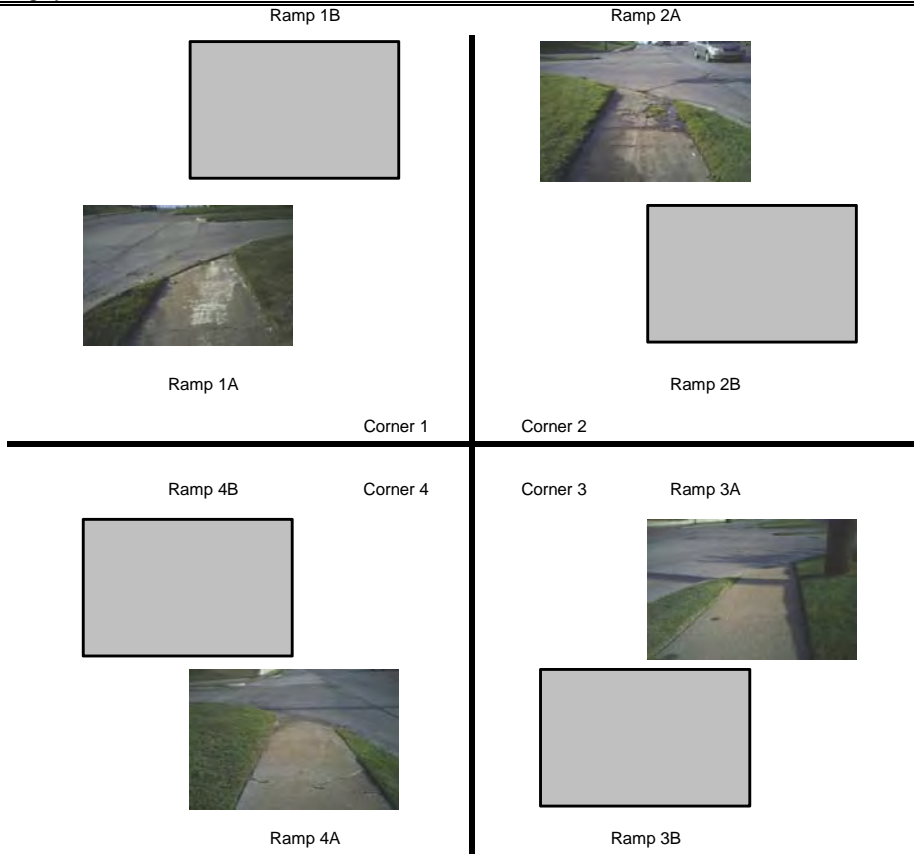 Ramp 1B
Ramp 2A
Ramp 1A
Ramp 2B
Corner 1
Corner 2
Ramp 4B
Corner 4
Corner 3
Ramp 3A
Ramp 4A
Ramp 3B